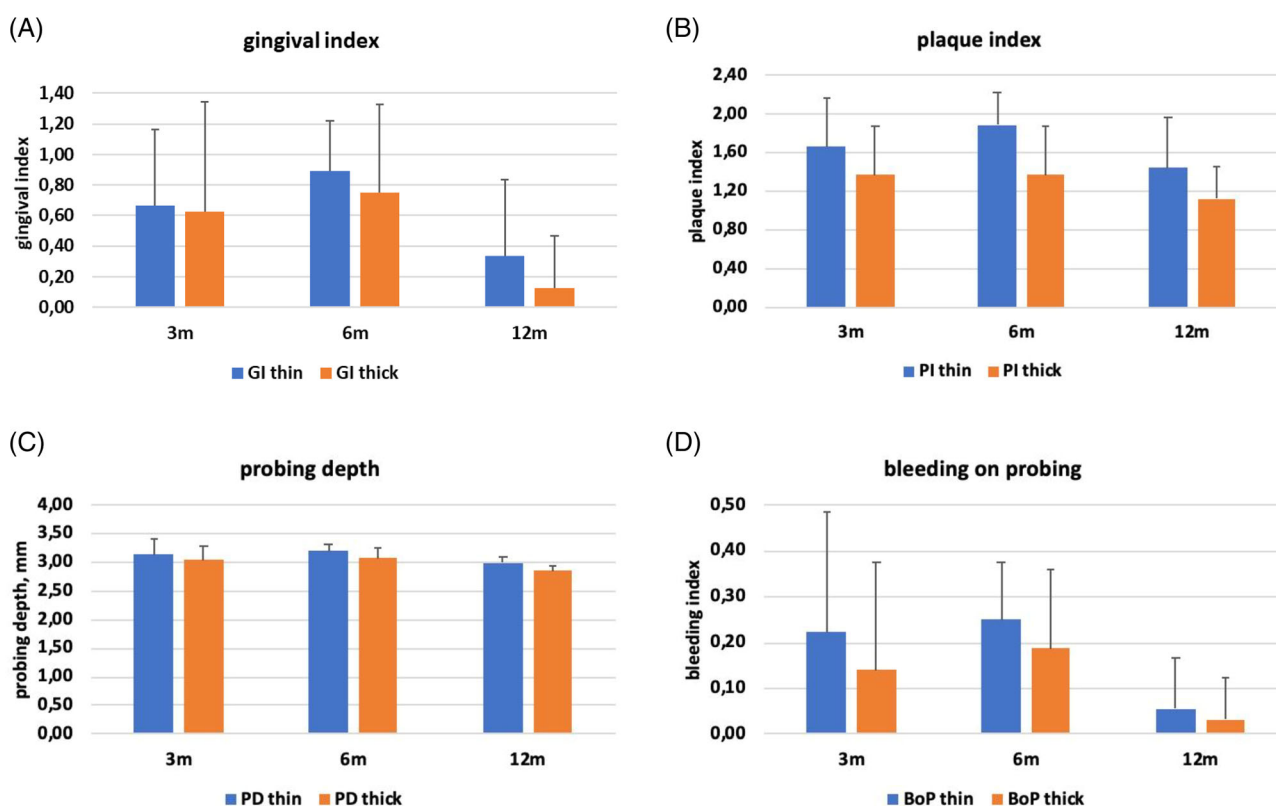 (A)
gingival index
gingival index
1,40
1,20
1,00
0,80
0,60
0,40
0,20
0,00
3m 6m 12m
GI thin GI thick
(B)
plaque index
plaque index
2,40
2,00
1,60
1,20
0,80
0,40
0,00
3m 6m 12m
PI thin PI thick
(C)
probing depth
probing depth, mm
4,00
3,50
3,00
2,50
2,00
1,50
1,00
0,50
0,00
3m 6m 12m
PD thin PD thick
(D)
bleeding on probing
bleeding index
0,50
0,40
0,30
0,20
0,10
0,00
3m 6m 12m
BoP thin BoP thick